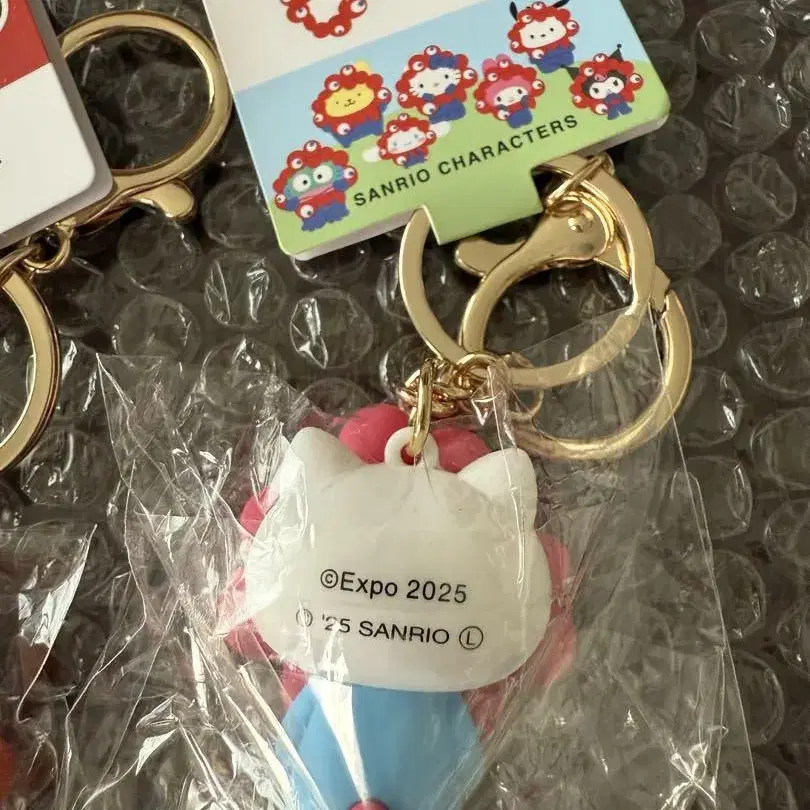 SANRIO CHARACTERS
©Expo 2025
© '25 SANRIO Ⓛ